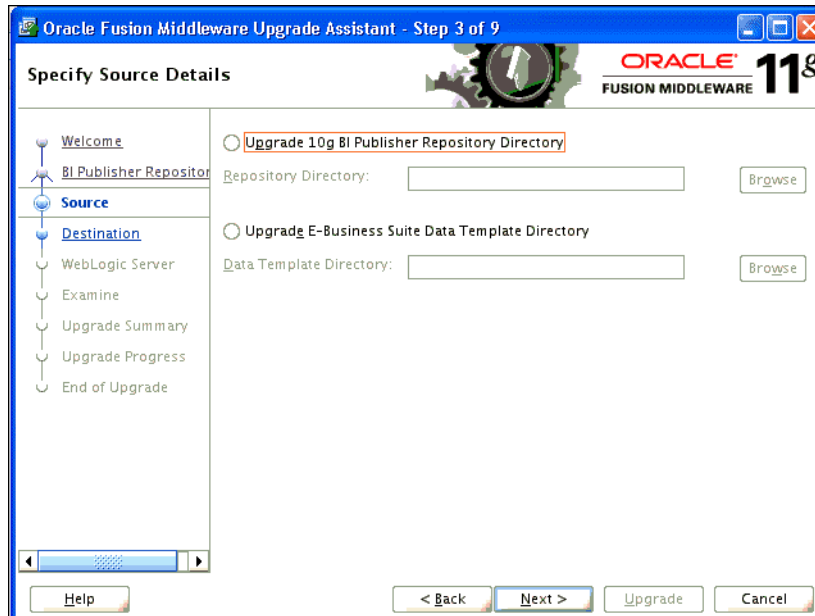 Oracle Fusion Middleware Upgrade Assistant - Step 3 of 9
Specify Source Details
ORACLE
FUSION MIDDLEWARE 11g
Welcome
BI Publisher Repositor
Source
Destination
WebLogic Server
Examine
Upgrade Summary
Upgrade Progress
End of Upgrade
Upgrade 10g BI Publisher Repository Directory
Repository Directory:
Browse
Upgrade E-Business Suite Data Template Directory
Data Template Directory:
Browse
Help
< Back
Next >
Upgrade
Cancel